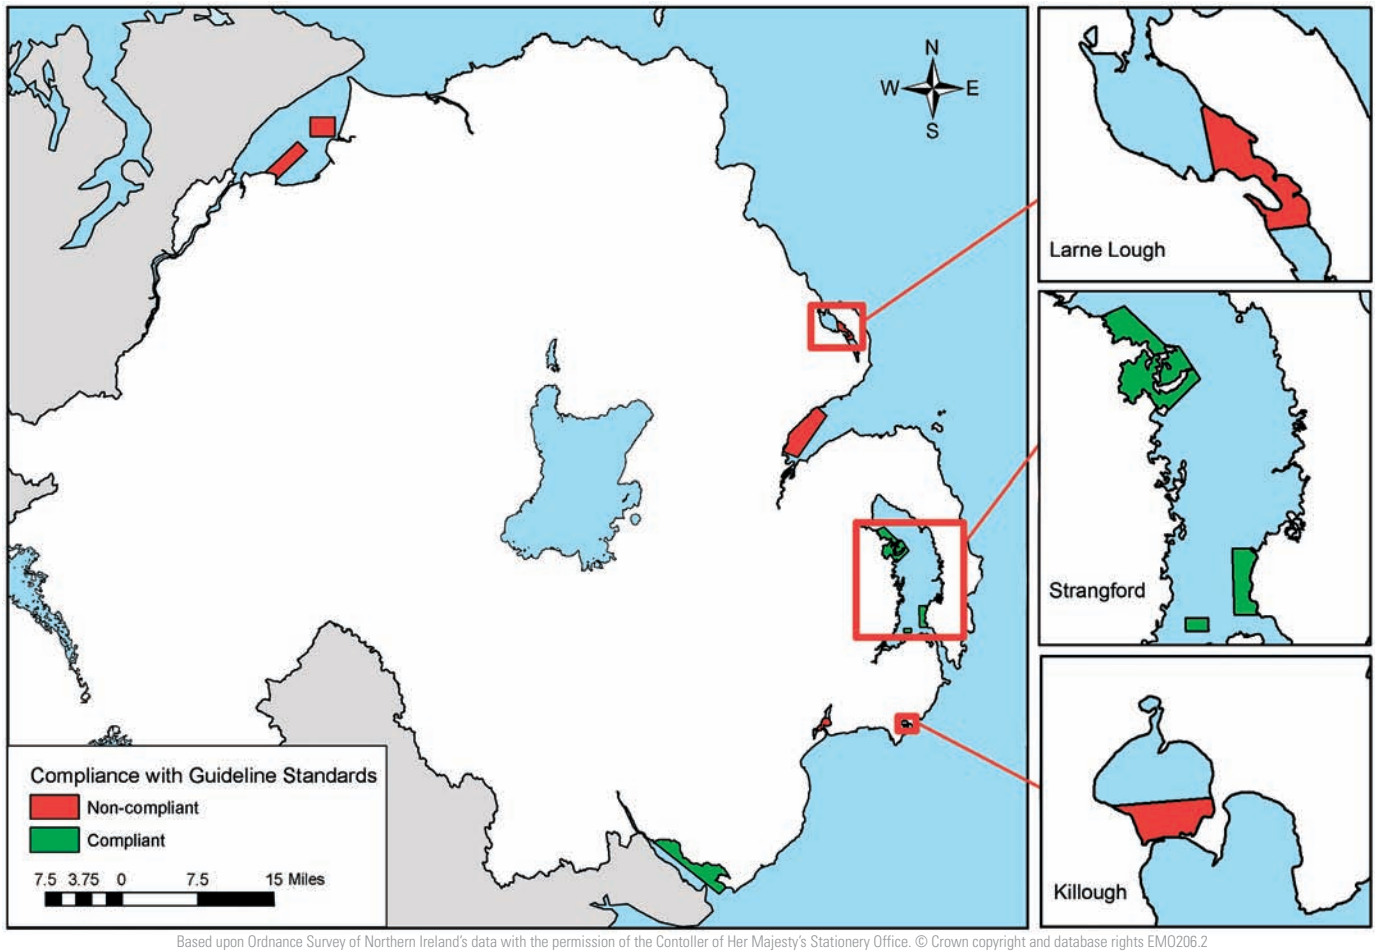 N
W E
S
Larne Lough
Strangford
Killough
Compliance with Guideline Standards
Non-compliant
Compliant
7.5 3.75 0 7.5 15 Miles
Based upon Ordnance Survey of Northern Ireland's data with the permission of the Contoller of Her Majesty's Stationery Office. © Crown copyright and database rights EMO206.2